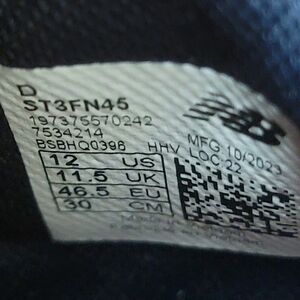 D
ST3FN45
197375570242
7534214
BSBHQ0396
HHV
MFG:10/2023
LOC:22
12 US
11.5 UK
46.5 EU
30 CM